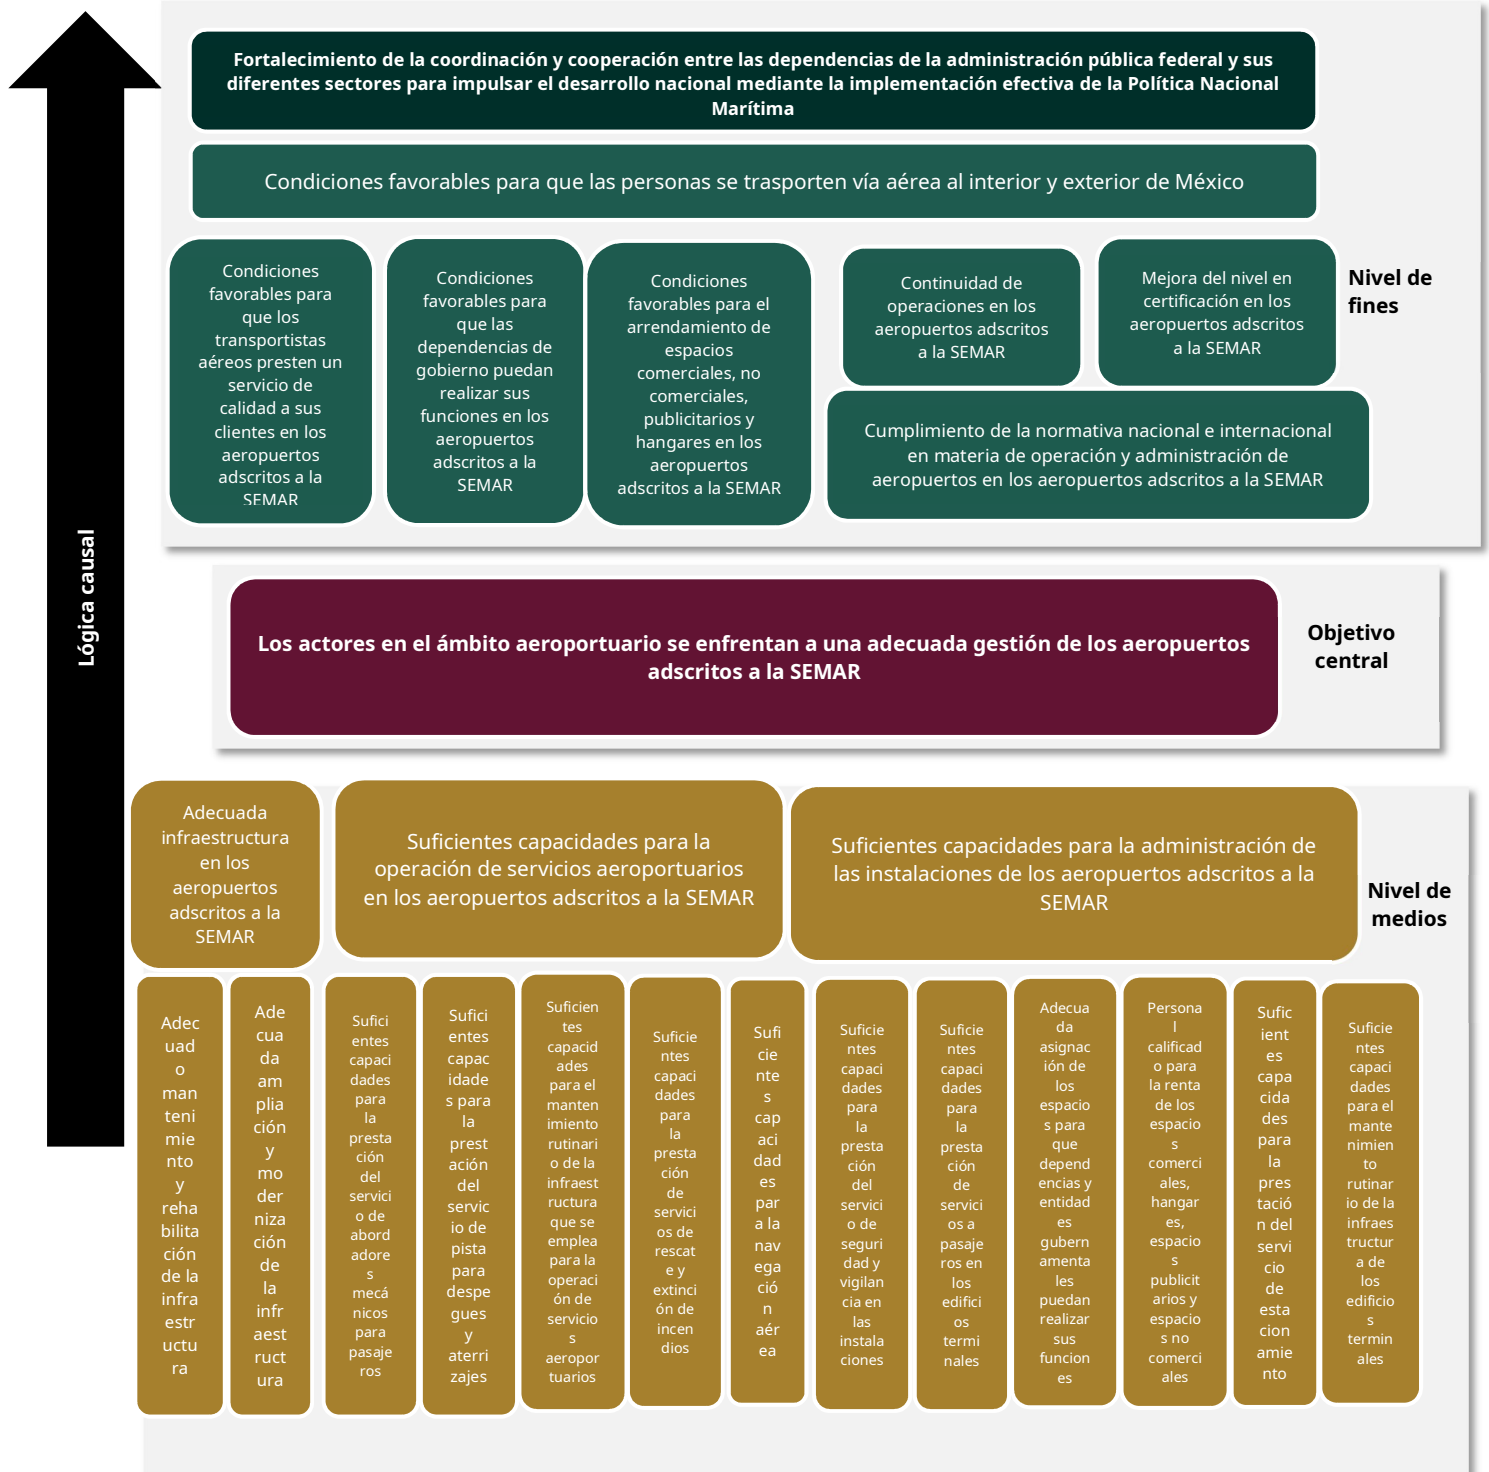 Fortalecimiento de la coordinación y cooperación entre las dependencias de la administración pública federal y sus
diferentes sectores para impulsar el desarrollo nacional mediante la implementación efectiva de la Política Nacional
Marítima
Condiciones favorables para que las personas se trasporten vía aérea al interior y exterior de México
Condiciones
favorables para
que los
transportistas
aéreos presten un
servicio de
calidad a sus
clientes en los
aeropuertos
adscritos a la
SEMAR
Condiciones
favorables para
que las
dependencias de
gobierno puedan
realizar sus
funciones en los
aeropuertos
adscritos a la
SEMAR
Condiciones
favorables para el
arrendamiento de
espacios
comerciales, no
comerciales,
publicitarios y
hangares en los
aeropuertos
adscritos a la SEMAR
Continuidad de
operaciones en los
aeropuertos adscritos
a la SEMAR
Mejora del nivel en
certificación en los
aeropuertos adscritos
a la SEMAR
Nivel de
fines
Cumplimiento de la normativa nacional e internacional
en materia de operación y administración de
aeropuertos en los aeropuertos adscritos a la SEMAR
Lógica causal
Los actores en el ámbito aeroportuario se enfrentan a una adecuada gestión de los aeropuertos
adscritos a la SEMAR
Objetivo
central
Adecuada
infraestructura
en los
aeropuertos
adscritos a la
SEMAR
Suficientes capacidades para la
operación de servicios aeroportuarios
en los aeropuertos adscritos a la SEMAR
Suficientes capacidades para la administración de
las instalaciones de los aeropuertos adscritos a la
SEMAR
Nivel de
medios
Adec
uad
o
man
teni
mie
nto
y
reha
bilita
ción
de la
infra
estr
uctu
ra
Ade
cua
da
am
plia
ción
y
mo
der
niza
ción
de
la
infr
aest
ruct
ura
Sufici
entes
capaci
dades
para
la
presta
ción
del
servici
o de
abord
adore
s
mecá
nicos
para
pasaje
ros
Sufici
entes
capac
idade
s para
la
prest
ación
del
servic
io de
pista
para
despe
gues
y
aterri
zajes
Suficien
tes
capacid
ades
para el
manten
imiento
rutinari
o de la
infraest
ructura
que se
emplea
para la
operaci
ón de
servicio
s
aeropor
tuarios
Suficie
ntes
capaci
dades
para
la
presta
ción
de
servici
os de
rescat
e y
extinci
ón de
incen
dios
Sufi
cie
nte
s
cap
aci
dad
es
par
a la
nav
ega
ció
n
aér
ea
Suficie
ntes
capaci
dades
para
la
presta
ción
del
servici
o de
seguri
dad y
vigilan
cia en
las
instala
ciones
Suficie
ntes
capaci
dades
para
la
presta
ción
de
servici
os a
pasaje
ros en
los
edifici
os
termi
nales
Adecua
da
asignac
ión de
los
espacio
s para
que
depend
encias y
entidad
es
gubern
amenta
les
puedan
realizar
sus
funcion
es
Persona
l
calificad
o para
la renta
de los
espacio
s
comerci
ales,
hangar
es,
espacio
s
publicit
arios y
espacio
s no
comerci
ales
Sufic
ient
es
capa
cida
des
para
la
pres
tació
n del
servi
cio
de
esta
cion
amie
nto
Suficie
ntes
capaci
dades
para el
mante
nimien
to
rutinar
io de la
infraes
tructur
a de
los
edificio
s
termin
ales